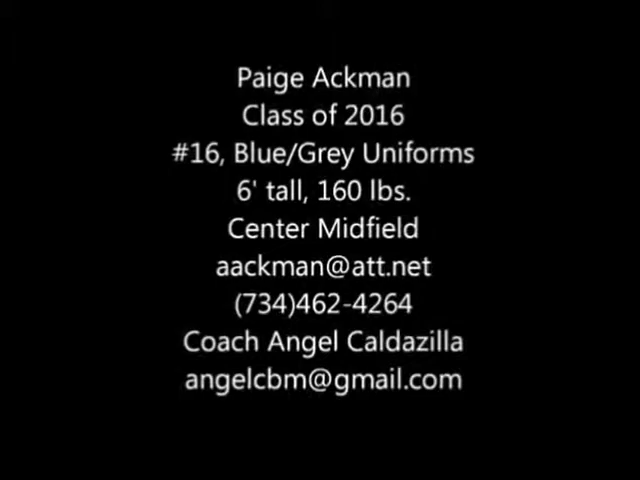 Paige Ackman
Class of 2016
#16, Blue/Grey Uniforms
6' tall, 160 lbs.
Center Midfield
aackman@att.net
(734)462-4264
Coach Angel Caldazilla
angelcbm@gmail.com